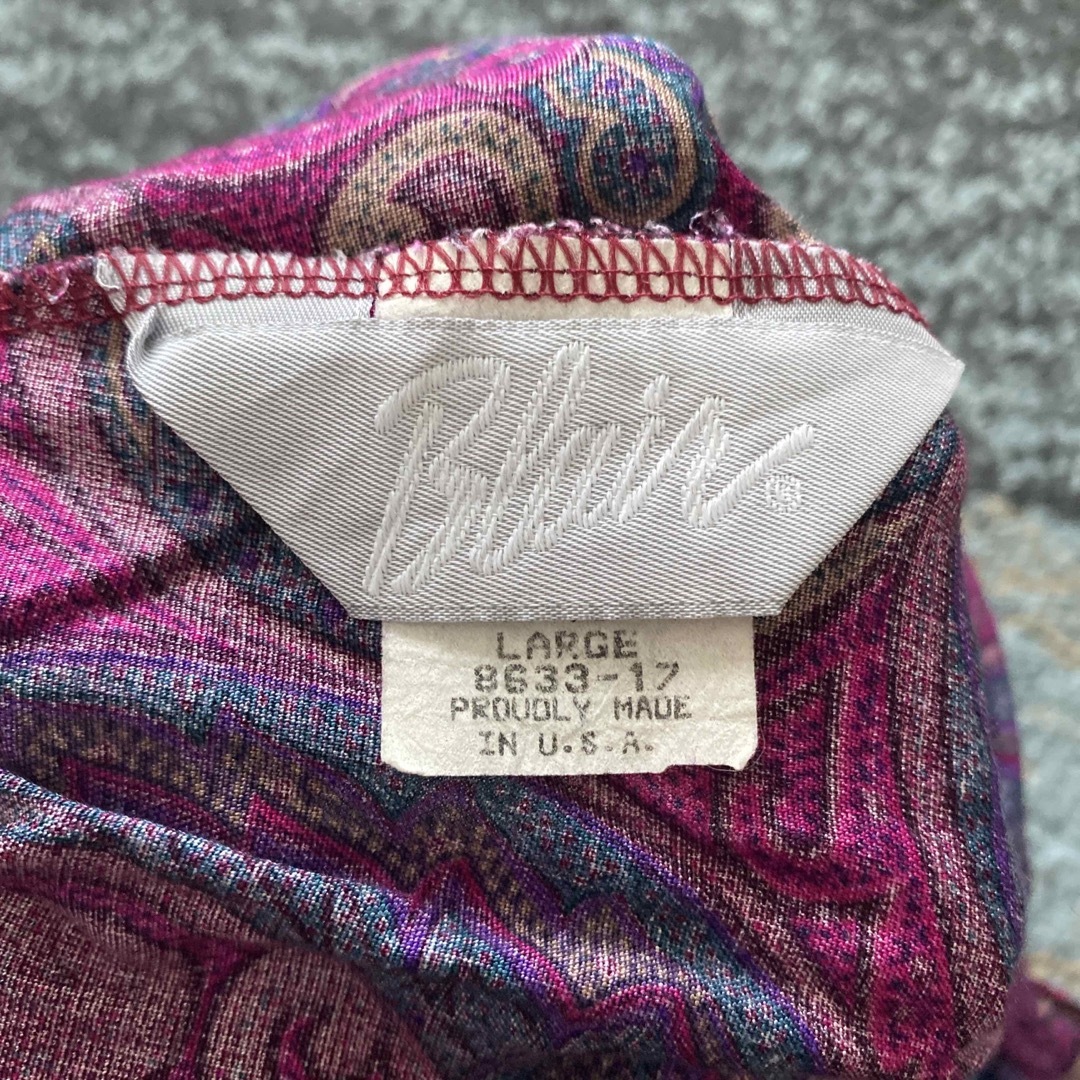 Blair®
LARGE
8633-17
PROUDLY MADE
IN U.S.A.